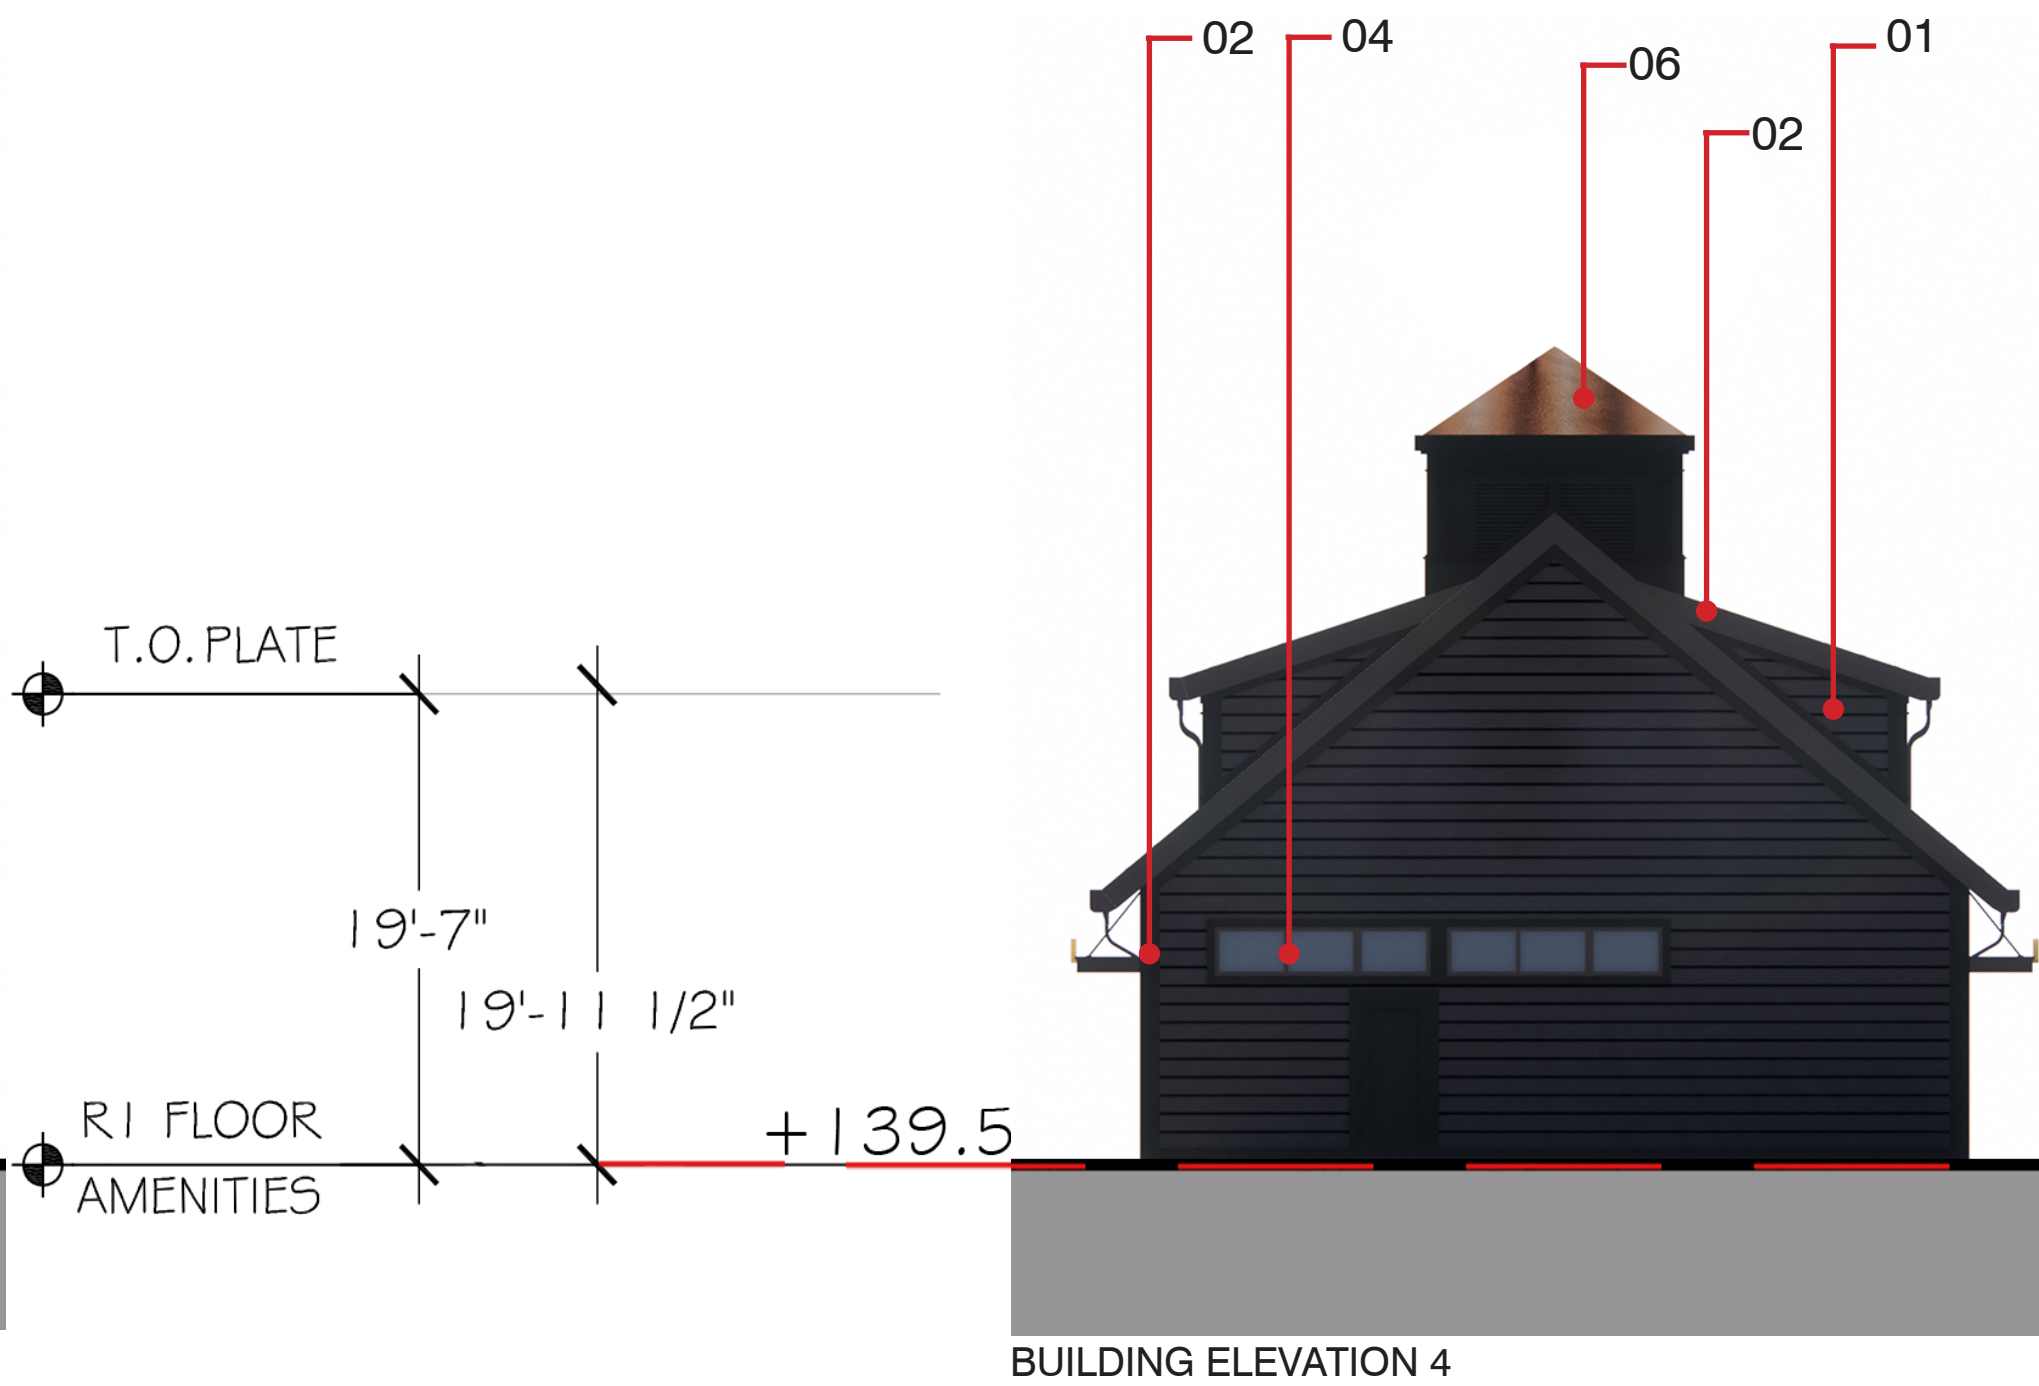 02
04
06
01
02
T.O. PLATE
19'-7"
19'-11 1/2"
R1 FLOOR
+139.5
AMENITIES
BUILDING ELEVATION 4